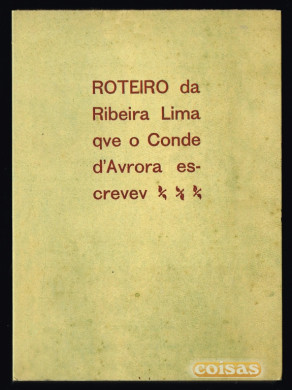 ROTEIRO da
Ribeira Lima
qve o Conde
d'Avrora es-
crevev
coisas